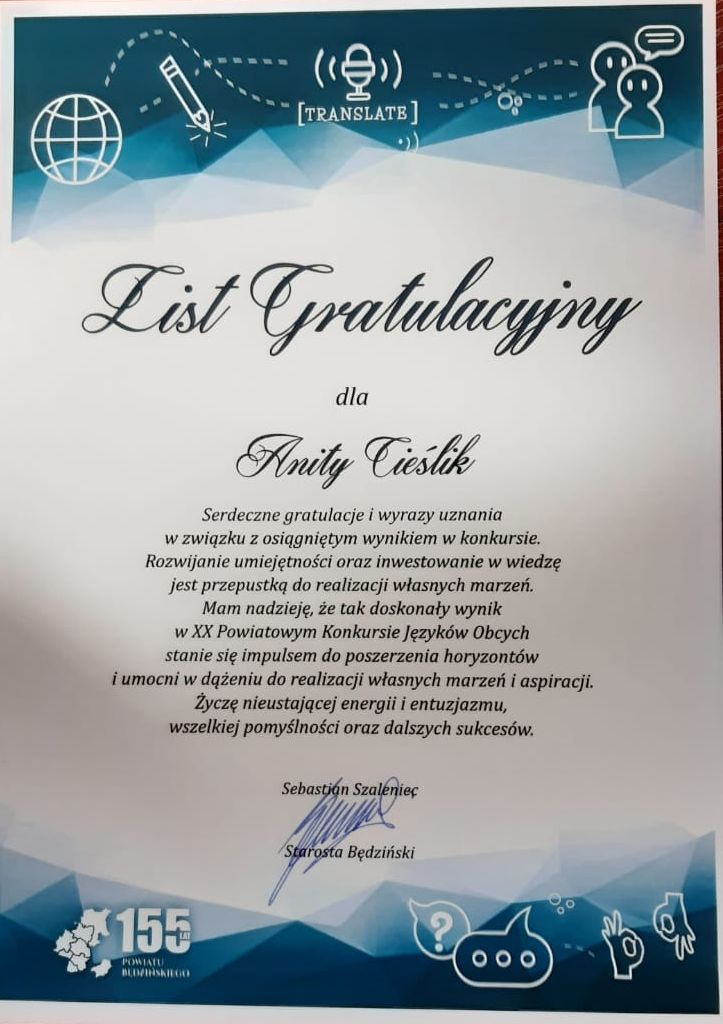 [TRANSLATE]
List Gratulacyjny
dla
Anity Cieślik
Serdeczne gratulacje i wyrazy uznania
w związku z osiągniętym wynikiem w konkursie.
Rozwijanie umiejętności oraz inwestowanie w wiedzę
jest przepustką do realizacji własnych marzeń.
Mam nadzieję, że tak doskonały wynik
w XX Powiatowym Konkursie Języków Obcych
stanie się impulsem do poszerzenia horyzontów
i umocni w dążeniu do realizacji własnych marzeń i aspiracji.
Życzę nieustającej energii i entuzjazmu,
wszelkiej pomyślności oraz dalszych sukcesów.
Sebastian Szaleniec
Starosta Będziński
155 LAT
POWIATU
BĘDZIŃSKIEGO
?